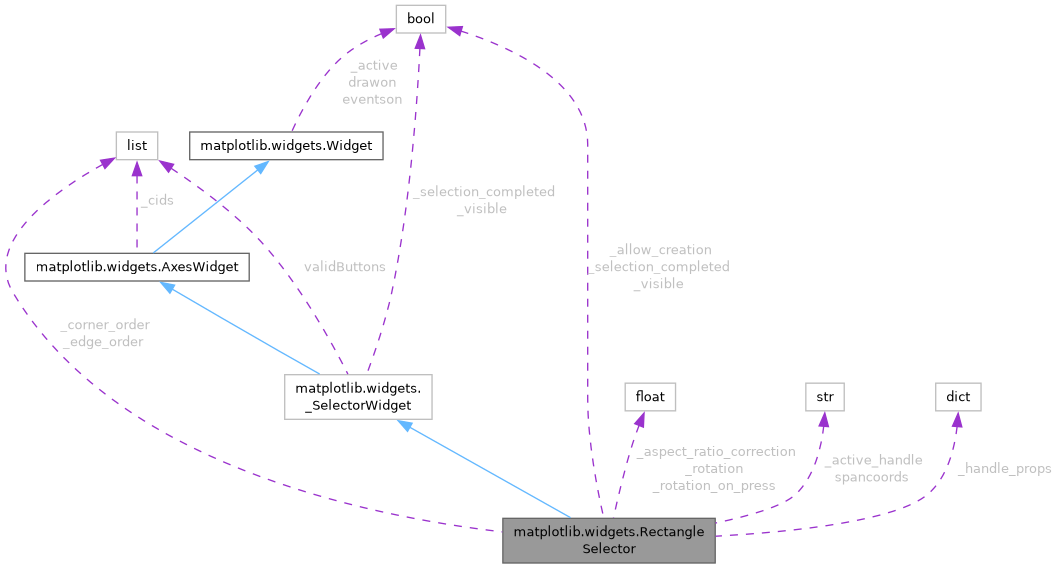 bool
_active
drawon
eventson
list
matplotlib.widgets.Widget
_cids
_selection_completed
_visible
matplotlib.widgets.AxesWidget
validButtons
_allow_creation
_selection_completed
_visible
_corner_order
_edge_order
matplotlib.widgets.
_SelectorWidget
float
str
dict
_aspect_ratio_correction
_rotation
_rotation_on_press
_active_handle
spancoords
_handle_props
matplotlib.widgets.Rectangle
Selector